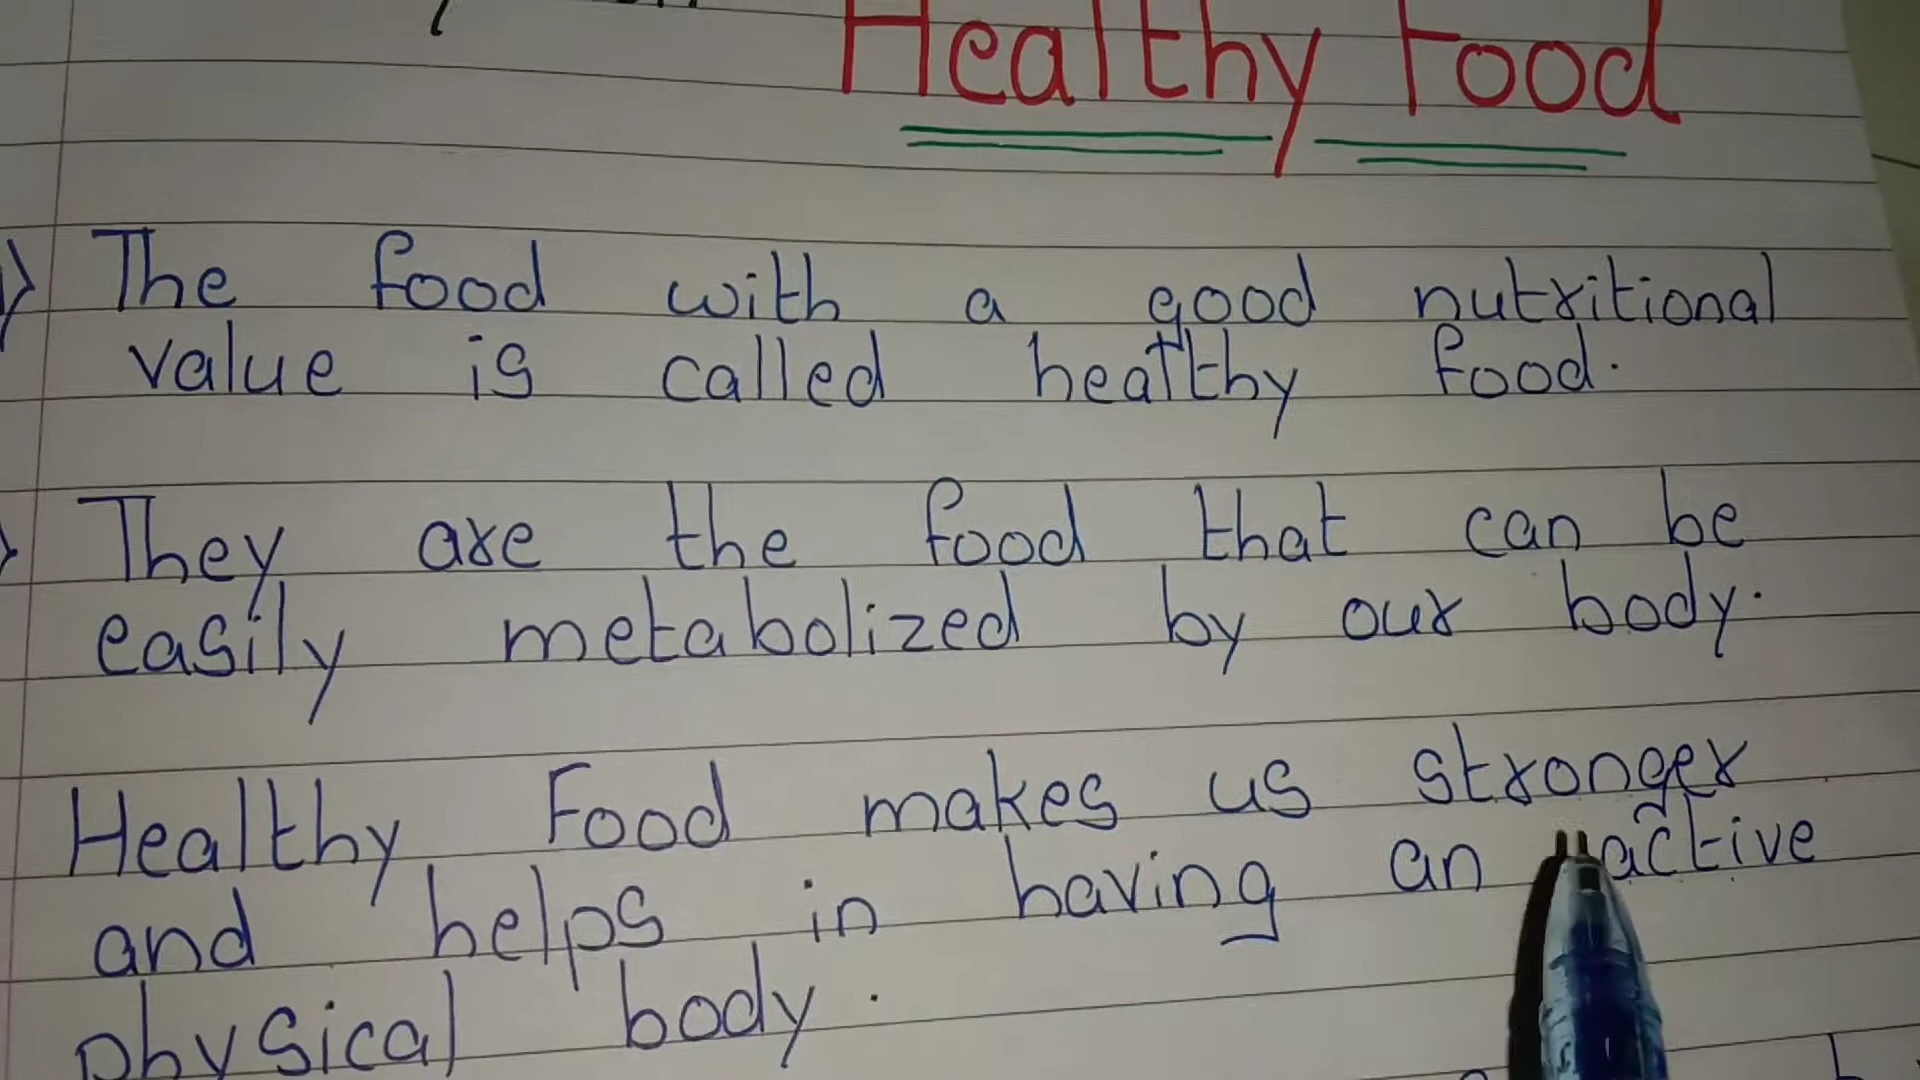 Healthy Food
The food with a good nutritional
value is called healthy food.
They are the food that can be
easily metabolized by our body.
Healthy Food makes us stronger
and helps in having an active
physical body.